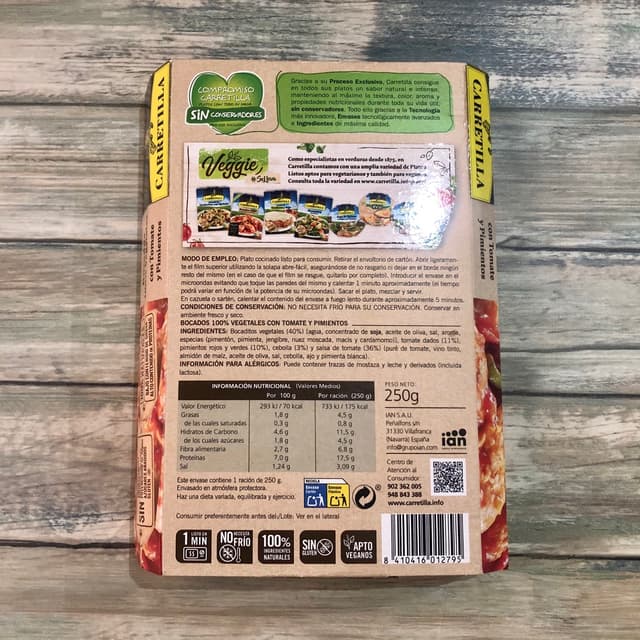 COMPROMISO
CARRETILLA
SIN CONSERVADORES
Gracias a su Proceso Exclusivo, Carretilla consigue
en todos sus platos un sabor natural e intenso,
manteniendo al máximo la textura, color, aroma y
propiedades nutricionales durante toda su vida útil,
sin conservadores. Todo ello gracias a la Tecnología
más innovadora, Envases tecnológicamente avanzados
e Ingredientes de máxima calidad.
CARRETILLA
CARRETILLA
con Tomate
y Pimientos
con Tomate
y Pimientos
Veggie
Como especialistas en verduras desde 1875, en
Carretilla contamos con una amplia variedad de Platos
Listos aptos para vegetarianos y también para veganos.
Consulta toda la variedad en www.carretilla.info
MODO DE EMPLEO: Plato cocinado listo para consumir. Retirar el envoltorio de cartón. Abrir ligeramen-
te el film superior utilizando la solapa abre-fácil, asegurándose de no rasgarlo ni dejar en el borde ningún
resto del mismo (en el caso de que el film se rasgue, quitarlo por completo). Introducir el envase en el
microondas evitando que toque las paredes del mismo y calentar 1 minuto aproximadamente (el tiempo
podrá variar en función de la potencia de su microondas). Sacar el plato, mezclar y servir.
En cazuela o sartén, calentar el contenido del envase a fuego lento durante aproximadamente 5 minutos.
CONDICIONES DE CONSERVACIÓN: NO NECESITA FRÍO PARA SU CONSERVACIÓN. Conservar en
ambiente fresco y seco.
BOCADOS 100% VEGETALES CON TOMATE Y PIMIENTOS
INGREDIENTES: Bocaditos vegetales (40%) [agua, concentrado de soja, aceite de oliva, sal, aroma,
especias (pimentón, pimienta, jengibre, nuez moscada, macis y cardamomo)], tomate dados (11%),
pimientos rojos y verdes (10%), cebolla (3%) y salsa de tomate (36%) (puré de tomate, vino tinto,
almidón de maíz, aceite de oliva, sal, cebolla, ajo y pimienta blanca).
INFORMACIÓN PARA ALÉRGICOS: Puede contener trazas de mostaza y leche y derivados (incluida
lactosa).
INFORMACIÓN NUTRICIONAL (Valores Medios)
Por 100 g Por ración (250 g)
Valor Energético 293 kJ / 70 kcal 733 kJ / 175 kcal
Grasas 1,8 g 4,5 g
de las cuales saturadas 0,3 g 0,8 g
Hidratos de Carbono 4,6 g 11,5 g
de los cuales azúcares 1,8 g 4,5 g
Fibra alimentaria 2,7 g 6,8 g
Proteínas 7,0 g 17,5 g
Sal 1,24 g 3,09 g
PESO NETO:
250g
IAN S.A.U.
Peñalfons s/n
31330 Villafranca
(Navarra) España
info@grupoian.com
ian
Centro de
Atención al
Consumidor
902 362 005
948 843 388
www.carretilla.info
Este envase contiene 1 ración de 250 g.
Envasado en atmósfera protectora.
Haz una dieta variada, equilibrada y ejercicio.
RECICLA
Consumir preferentemente antes del:/Lote: Ver en el lateral
LISTO EN
1 MIN
NO NECESITA
FRÍO
100%
INGREDIENTES
NATURALES
SIN
GLUTEN
APTO
VEGANOS
8 410416 012795